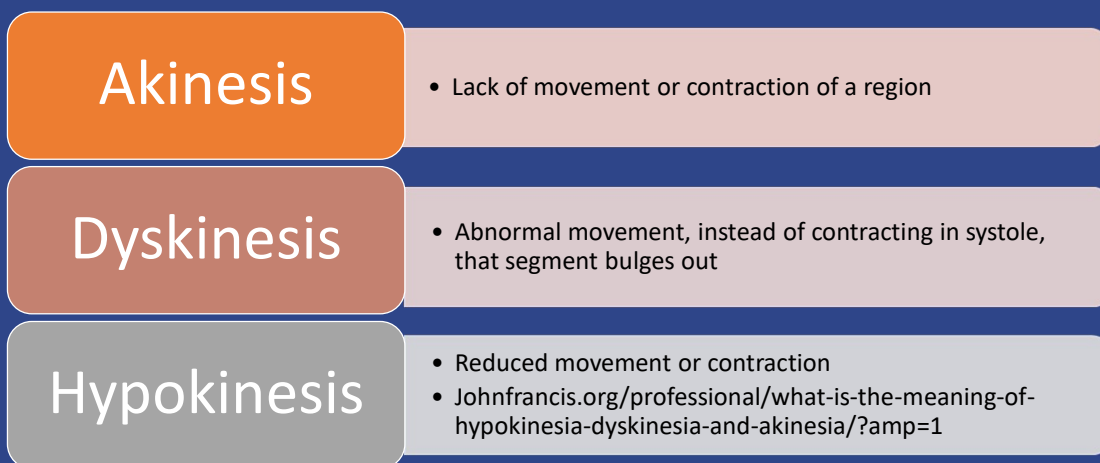 Akinesis
• Lack of movement or contraction of a region
Dyskinesis
• Abnormal movement, instead of contracting in systole,
that segment bulges out
Hypokinesis
• Reduced movement or contraction
• Johnfrancis.org/professional/what-is-the-meaning-of-
hypokinesia-dyskinesia-and-akinesia/?amp=1